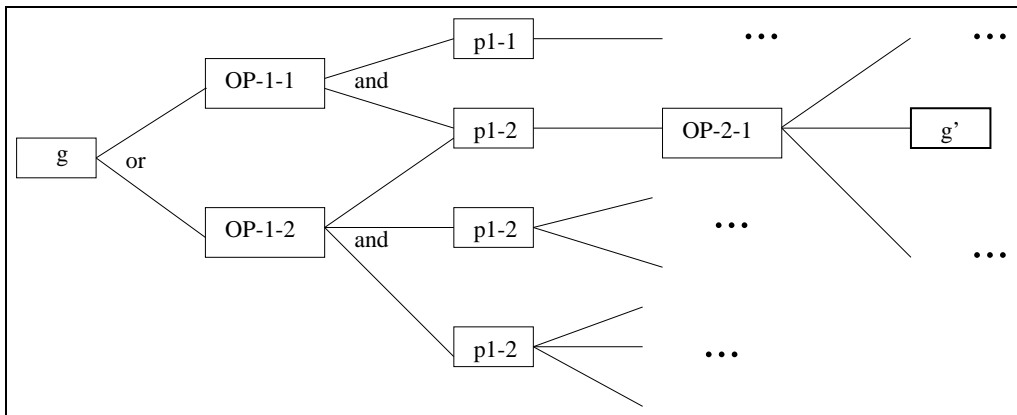 p1-1
...
...
OP-1-1
and
p1-2
OP-2-1
g'
g
or
OP-1-2
and
p1-2
...
...
p1-2
...